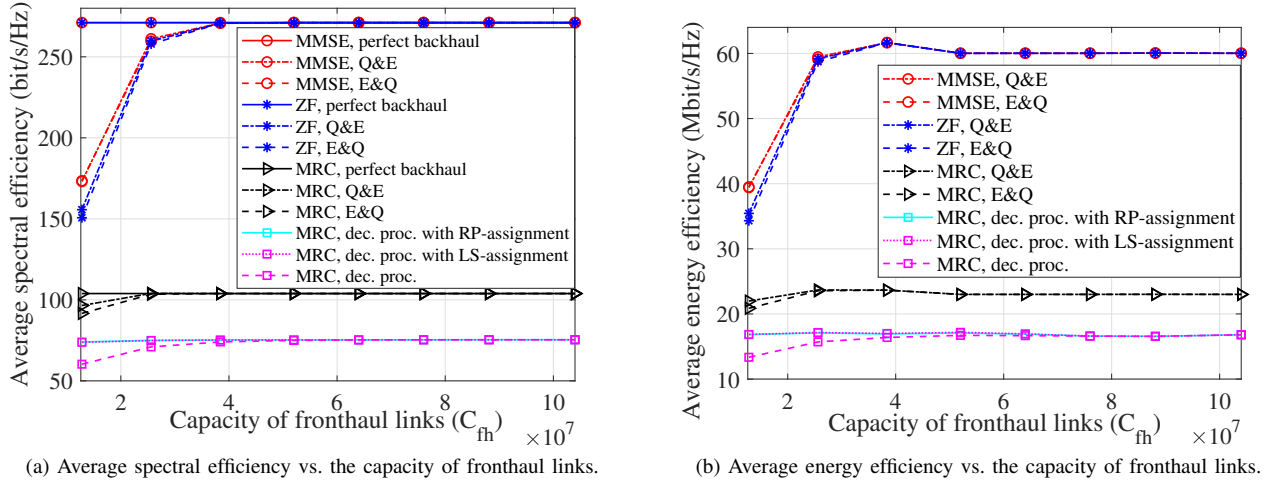 Average spectral efficiency (bit/s/Hz)
250
200
150
100
50
MMSE, perfect backhaul
MMSE, Q&E
MMSE, E&Q
ZF, perfect backhaul
ZF, Q&E
ZF, E&Q
MRC, perfect backhaul
MRC, Q&E
MRC, E&Q
MRC, dec. proc. with RP-assignment
MRC, dec. proc. with LS-assignment
MRC, dec. proc.
2 4 6 8 10
Capacity of fronthaul links (C_fh)
×10^7
(a) Average spectral efficiency vs. the capacity of fronthaul links.
Average energy efficiency (Mbit/s/Hz)
60
50
40
30
20
10
MMSE, Q&E
MMSE, E&Q
ZF, Q&E
ZF, E&Q
MRC, Q&E
MRC, E&Q
MRC, dec. proc. with RP-assignment
MRC, dec. proc. with LS-assignment
MRC, dec. proc.
2 4 6 8 10
Capacity of fronthaul links (C_fh)
×10^7
(b) Average energy efficiency vs. the capacity of fronthaul links.